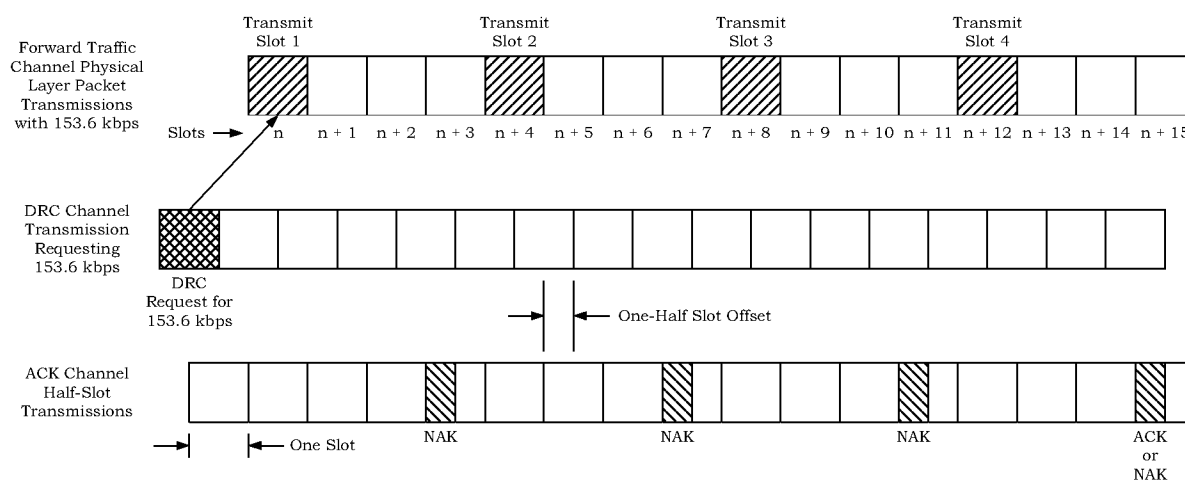 Transmit
Slot 1
Transmit
Slot 2
Transmit
Slot 3
Transmit
Slot 4
Forward Traffic
Channel Physical
Layer Packet
Transmissions
with 153.6 kbps
Slots
n n + 1 n + 2 n + 3 n + 4 n + 5 n + 6 n + 7 n + 8 n + 9 n + 10 n + 11 n + 12 n + 13 n + 14 n + 15
DRC Channel
Transmission
Requesting
153.6 kbps
DRC
Request for
153.6 kbps
One-Half Slot Offset
ACK Channel
Half-Slot
Transmissions
One Slot
NAK
NAK
NAK
ACK
or
NAK